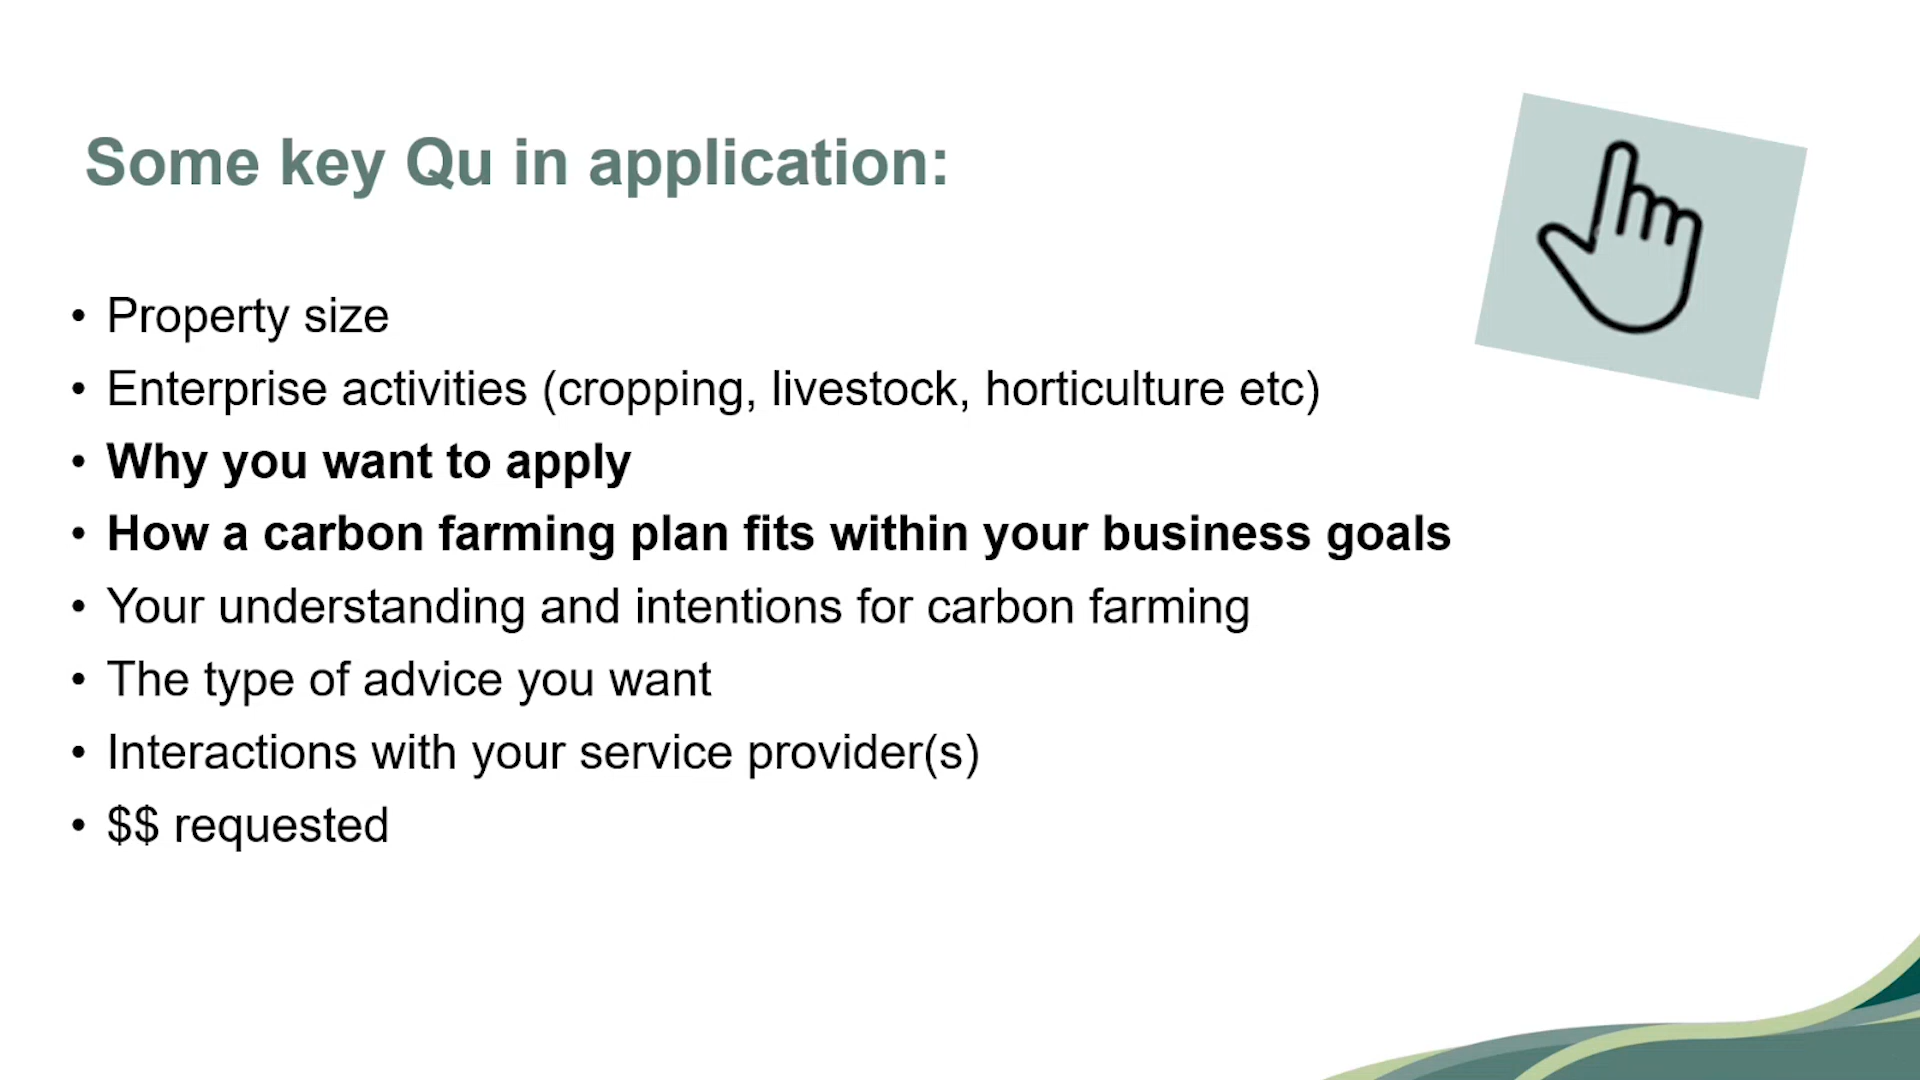 Some key Qu in application:
• Property size
• Enterprise activities (cropping, livestock, horticulture etc)
• Why you want to apply
• How a carbon farming plan fits within your business goals
• Your understanding and intentions for carbon farming
• The type of advice you want
• Interactions with your service provider(s)
• $$ requested